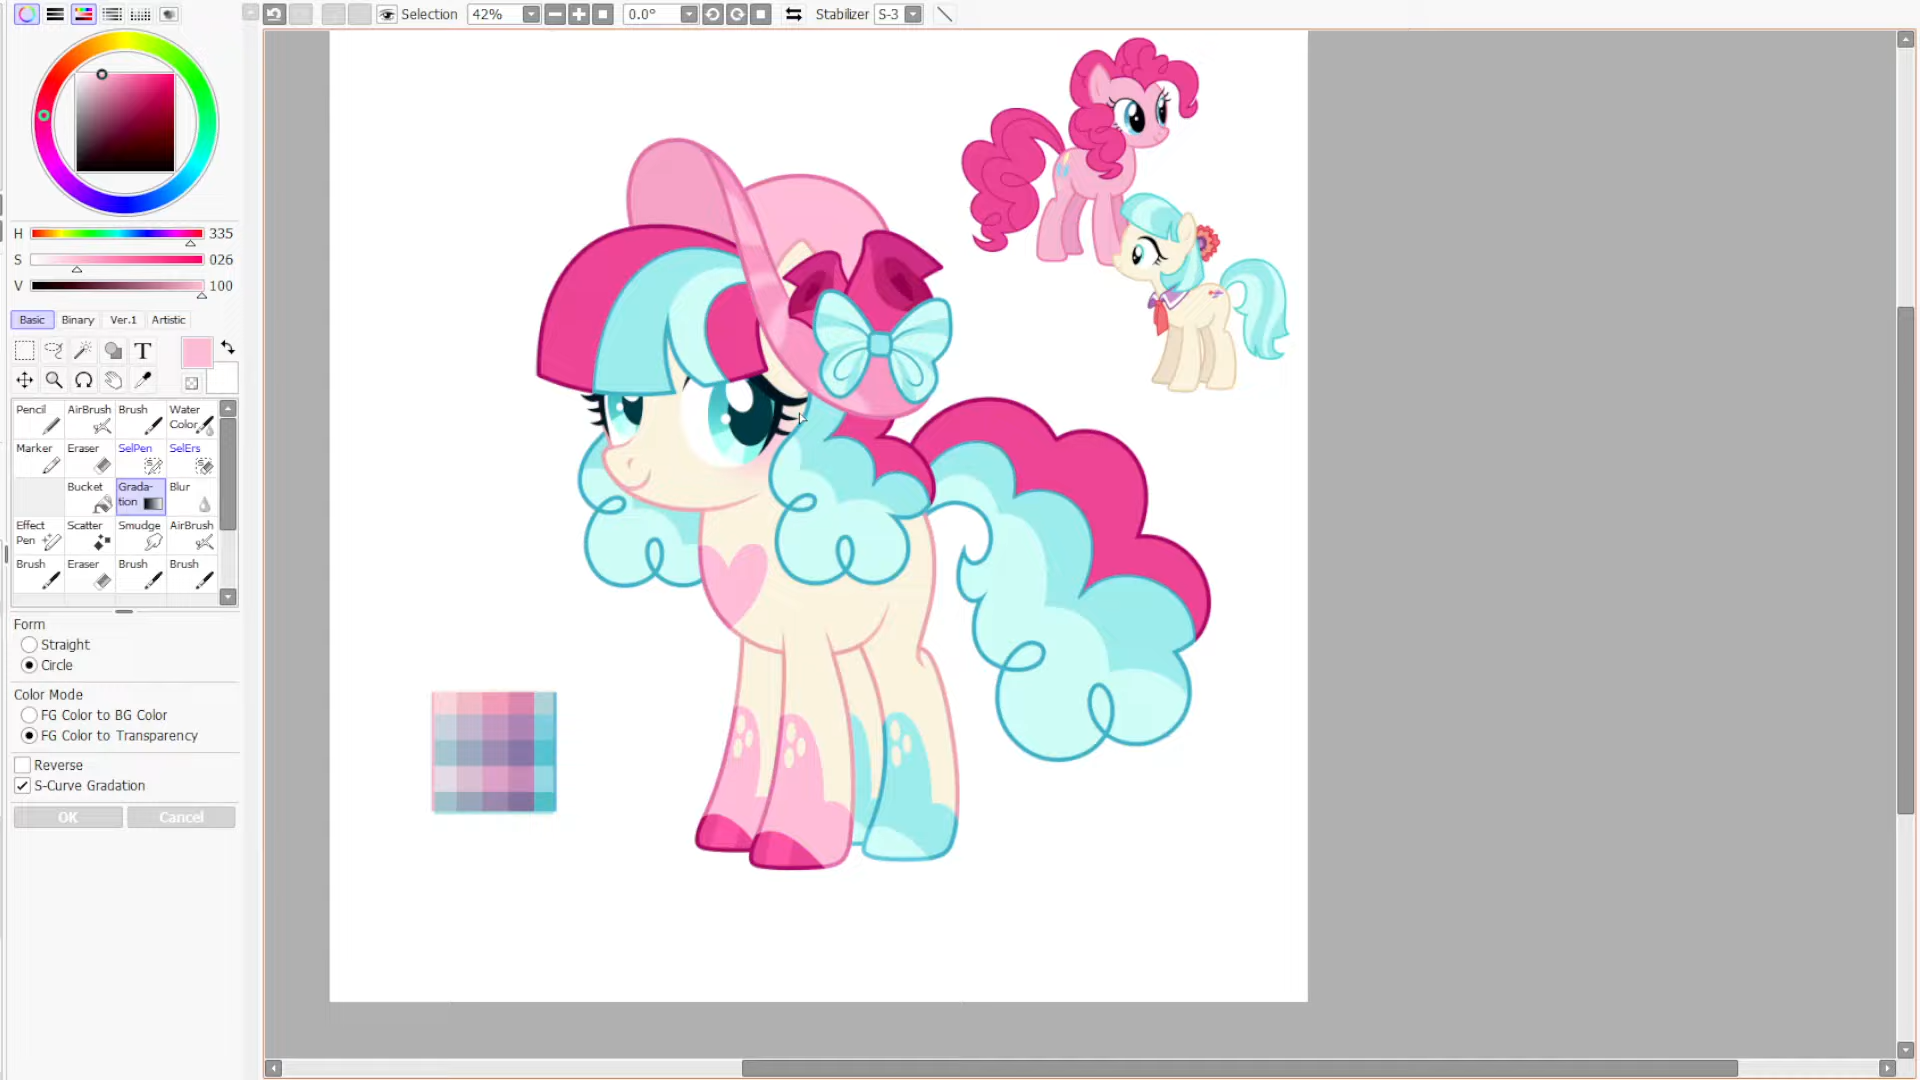 Selection 42% 0.0° Stabilizer S-3
H 335
S 026
V 100
Basic Binary Ver.1 Artistic
T
Pencil AirBrush Brush Water Color
Marker Eraser SelPen SelErs
Bucket Grada-tion Blur
Effect Pen Scatter Smudge AirBrush
Brush Eraser Brush Brush
Form
Straight
Circle
Color Mode
FG Color to BG Color
FG Color to Transparency
Reverse
S-Curve Gradation
OK Cancel